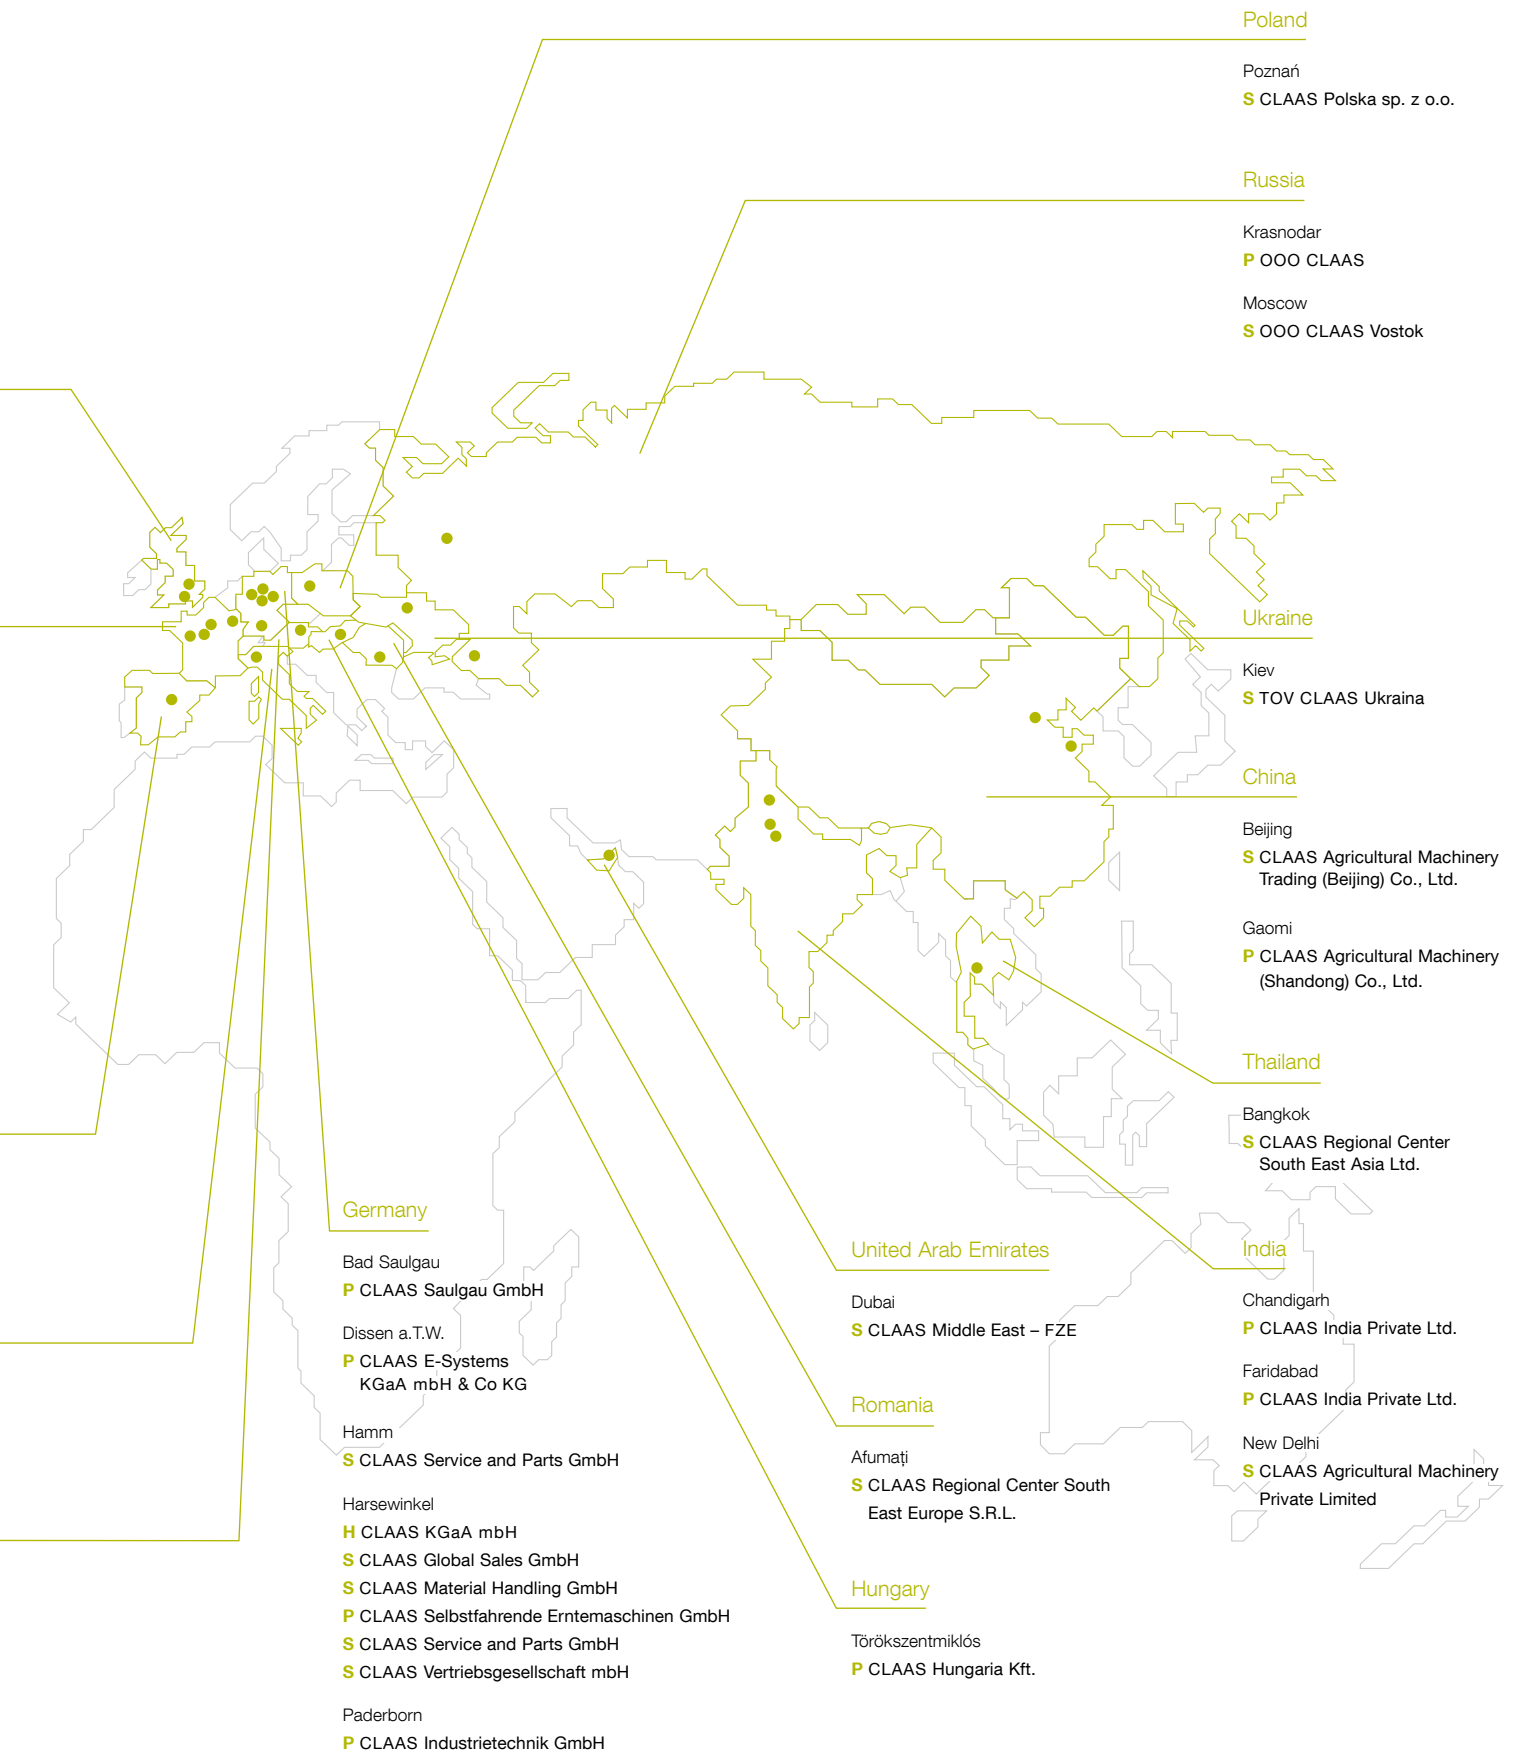 Poland
Poznań
S CLAAS Polska sp. z o.o.
Russia
Krasnodar
P OOO CLAAS
Moscow
S OOO CLAAS Vostok
Ukraine
Kiev
S TOV CLAAS Ukraina
China
Beijing
S CLAAS Agricultural Machinery
Trading (Beijing) Co., Ltd.
Gaomi
P CLAAS Agricultural Machinery
(Shandong) Co., Ltd.
Thailand
Bangkok
S CLAAS Regional Center
South East Asia Ltd.
India
Chandigarh
P CLAAS India Private Ltd.
Faridabad
P CLAAS India Private Ltd.
New Delhi
S CLAAS Agricultural Machinery
Private Limited
United Arab Emirates
Dubai
S CLAAS Middle East – FZE
Romania
Afumați
S CLAAS Regional Center South
East Europe S.R.L.
Hungary
Törökszentmiklós
P CLAAS Hungaria Kft.
Germany
Bad Saulgau
P CLAAS Saulgau GmbH
Dissen a.T.W.
P CLAAS E-Systems
KGaA mbH & Co KG
Hamm
S CLAAS Service and Parts GmbH
Harsewinkel
H CLAAS KGaA mbH
S CLAAS Global Sales GmbH
S CLAAS Material Handling GmbH
P CLAAS Selbstfahrende Erntemaschinen GmbH
S CLAAS Service and Parts GmbH
S CLAAS Vertriebsgesellschaft mbH
Paderborn
P CLAAS Industrietechnik GmbH